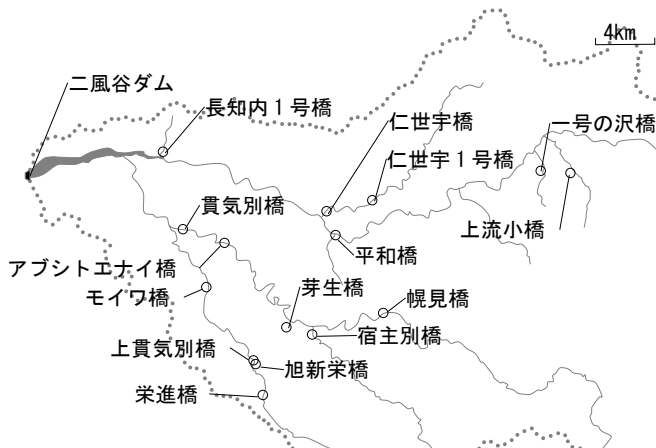 4km
二風谷ダム
長知内１号橋
仁世宇橋
一号の沢橋
仁世宇１号橋
貫気別橋
上流小橋
平和橋
アブシトエナイ橋
モイワ橋
芽生橋
幌見橋
宿主別橋
上貫気別橋
旭新栄橋
栄進橋